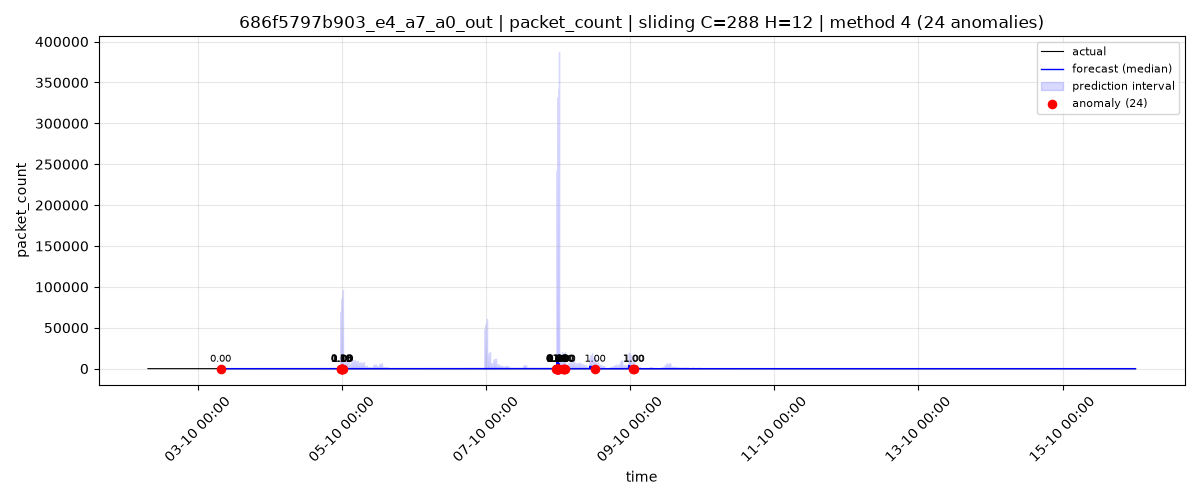 686f5797b903_e4_a7_a0_out | packet_count | sliding C=288 H=12 | method 4 (24 anomalies)
400000
350000
300000
250000
200000
150000
100000
50000
0
packet_count
actual
forecast (median)
prediction interval
anomaly (24)
0.00
1.00
1.00
03-10 00:00
05-10 00:00
07-10 00:00
09-10 00:00
11-10 00:00
13-10 00:00
15-10 00:00
time